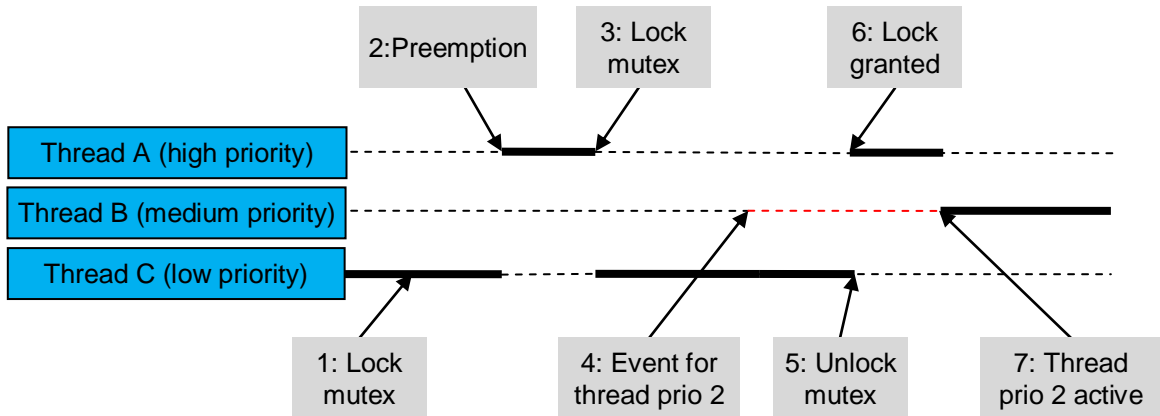 2:Preemption
3: Lock
mutex
6: Lock
granted
Thread A (high priority)
Thread B (medium priority)
Thread C (low priority)
1: Lock
mutex
4: Event for
thread prio 2
5: Unlock
mutex
7: Thread
prio 2 active